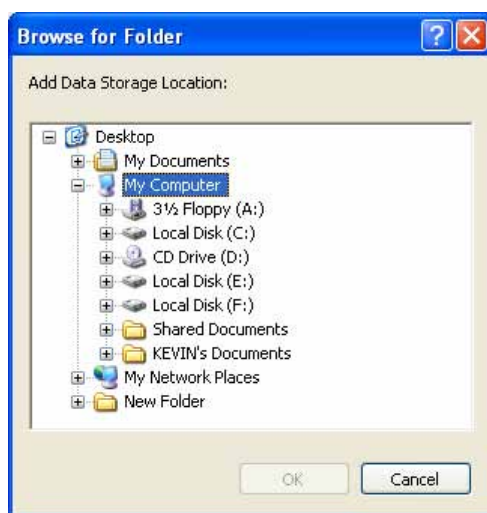 Browse for Folder
Add Data Storage Location:
Desktop
My Documents
My Computer
3½ Floppy (A:)
Local Disk (C:)
CD Drive (D:)
Local Disk (E:)
Local Disk (F:)
Shared Documents
KEVIN's Documents
My Network Places
New Folder
OK Cancel